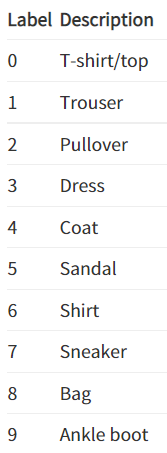 Label Description
0 T-shirt/top
1 Trouser
2 Pullover
3 Dress
4 Coat
5 Sandal
6 Shirt
7 Sneaker
8 Bag
9 Ankle boot